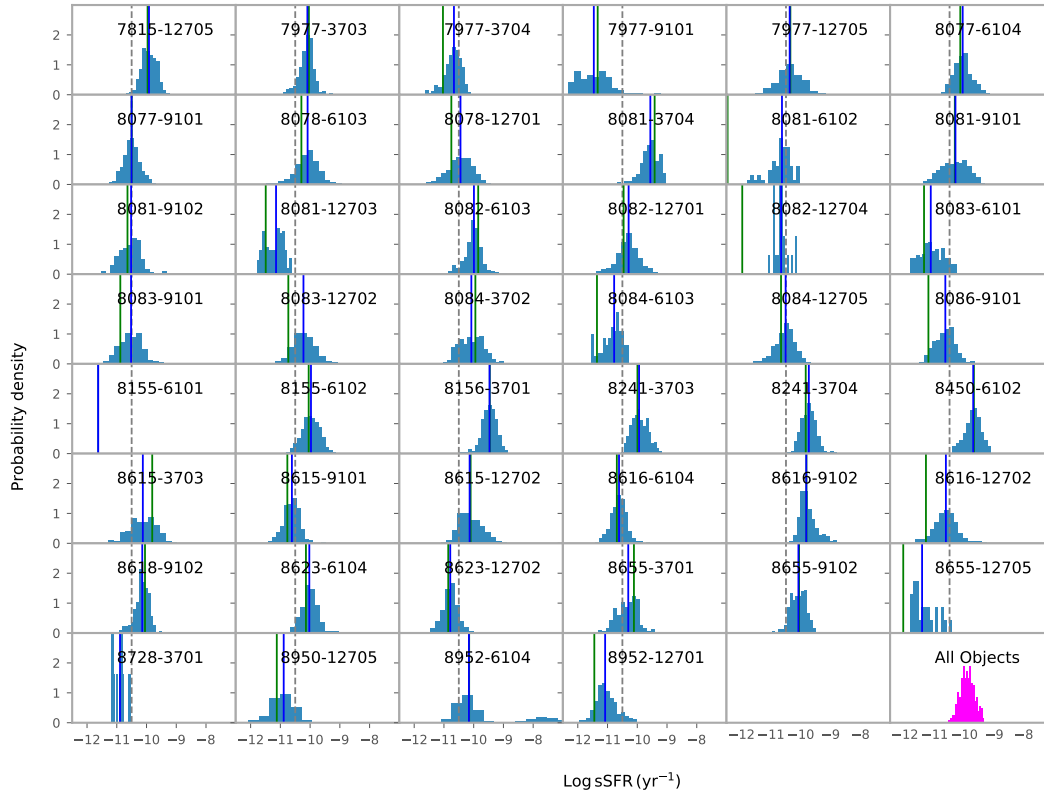 7815-12705 7977-3703 7977-3704 7977-9101 7977-12705 8077-6104
2
1
0
8077-9101 8078-6103 8078-12701 8081-3704 8081-6102 8081-9101
2
1
0
8081-9102 8081-12703 8082-6103 8082-12701 8082-12704 8083-6101
2
1
0
8083-9101 8083-12702 8084-3702 8084-6103 8084-12705 8086-9101
2
1
0
8155-6101 8155-6102 8156-3701 8241-3703 8241-3704 8450-6102
2
1
0
8615-3703 8615-9101 8615-12702 8616-6104 8616-9102 8616-12702
2
1
0
8618-9102 8623-6104 8623-12702 8655-3701 8655-9102 8655-12705
2
1
0
8728-3701 8950-12705 8952-6104 8952-12701 All Objects
2
1
0
−12 −11 −10 −9 −8 −12 −11 −10 −9 −8 −12 −11 −10 −9 −8 −12 −11 −10 −9 −8 −12 −11 −10 −9 −8 −12 −11 −10 −9 −8
Probability density
Log sSFR (yr⁻¹)